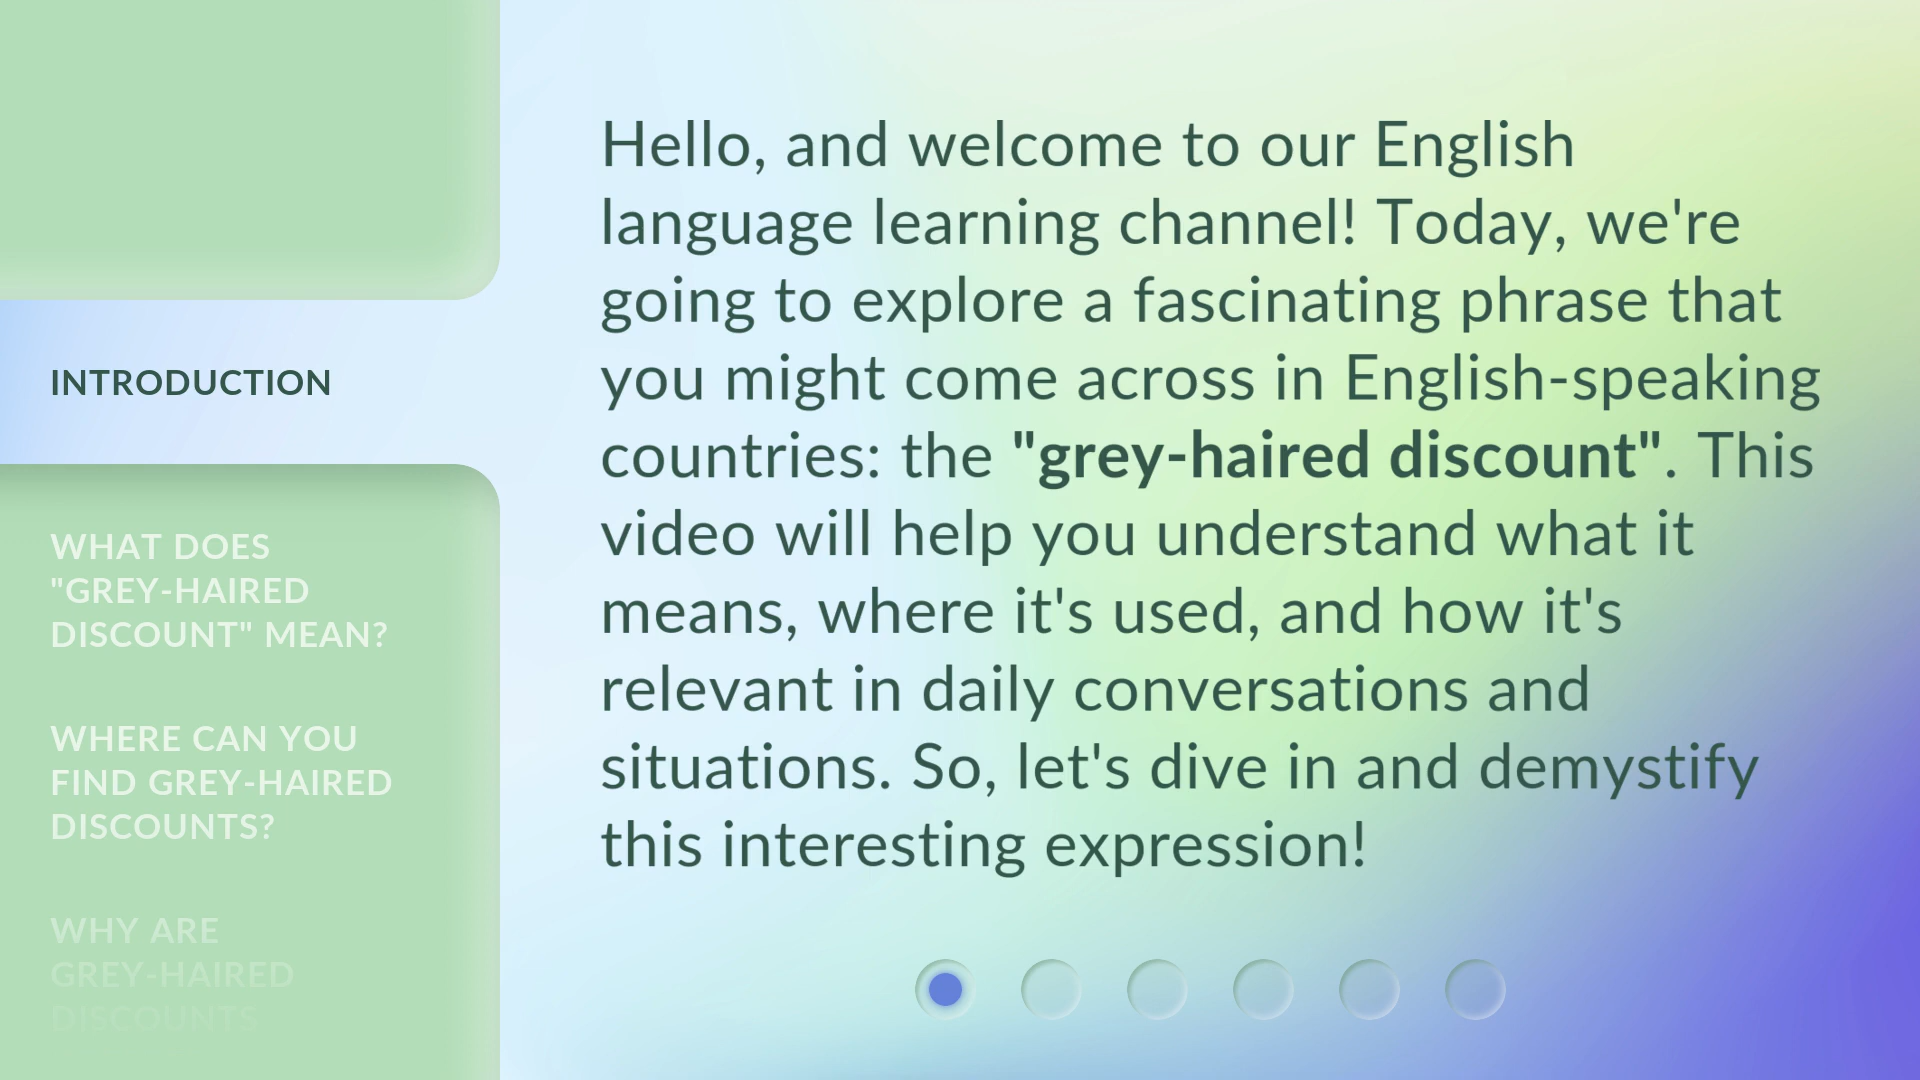 INTRODUCTION
WHAT DOES
"GREY-HAIRED
DISCOUNT" MEAN?
WHERE CAN YOU
FIND GREY-HAIRED
DISCOUNTS?
WHY ARE
GREY-HAIRED
DISCOUNTS
Hello, and welcome to our English
language learning channel! Today, we're
going to explore a fascinating phrase that
you might come across in English-speaking
countries: the "grey-haired discount". This
video will help you understand what it
means, where it's used, and how it's
relevant in daily conversations and
situations. So, let's dive in and demystify
this interesting expression!